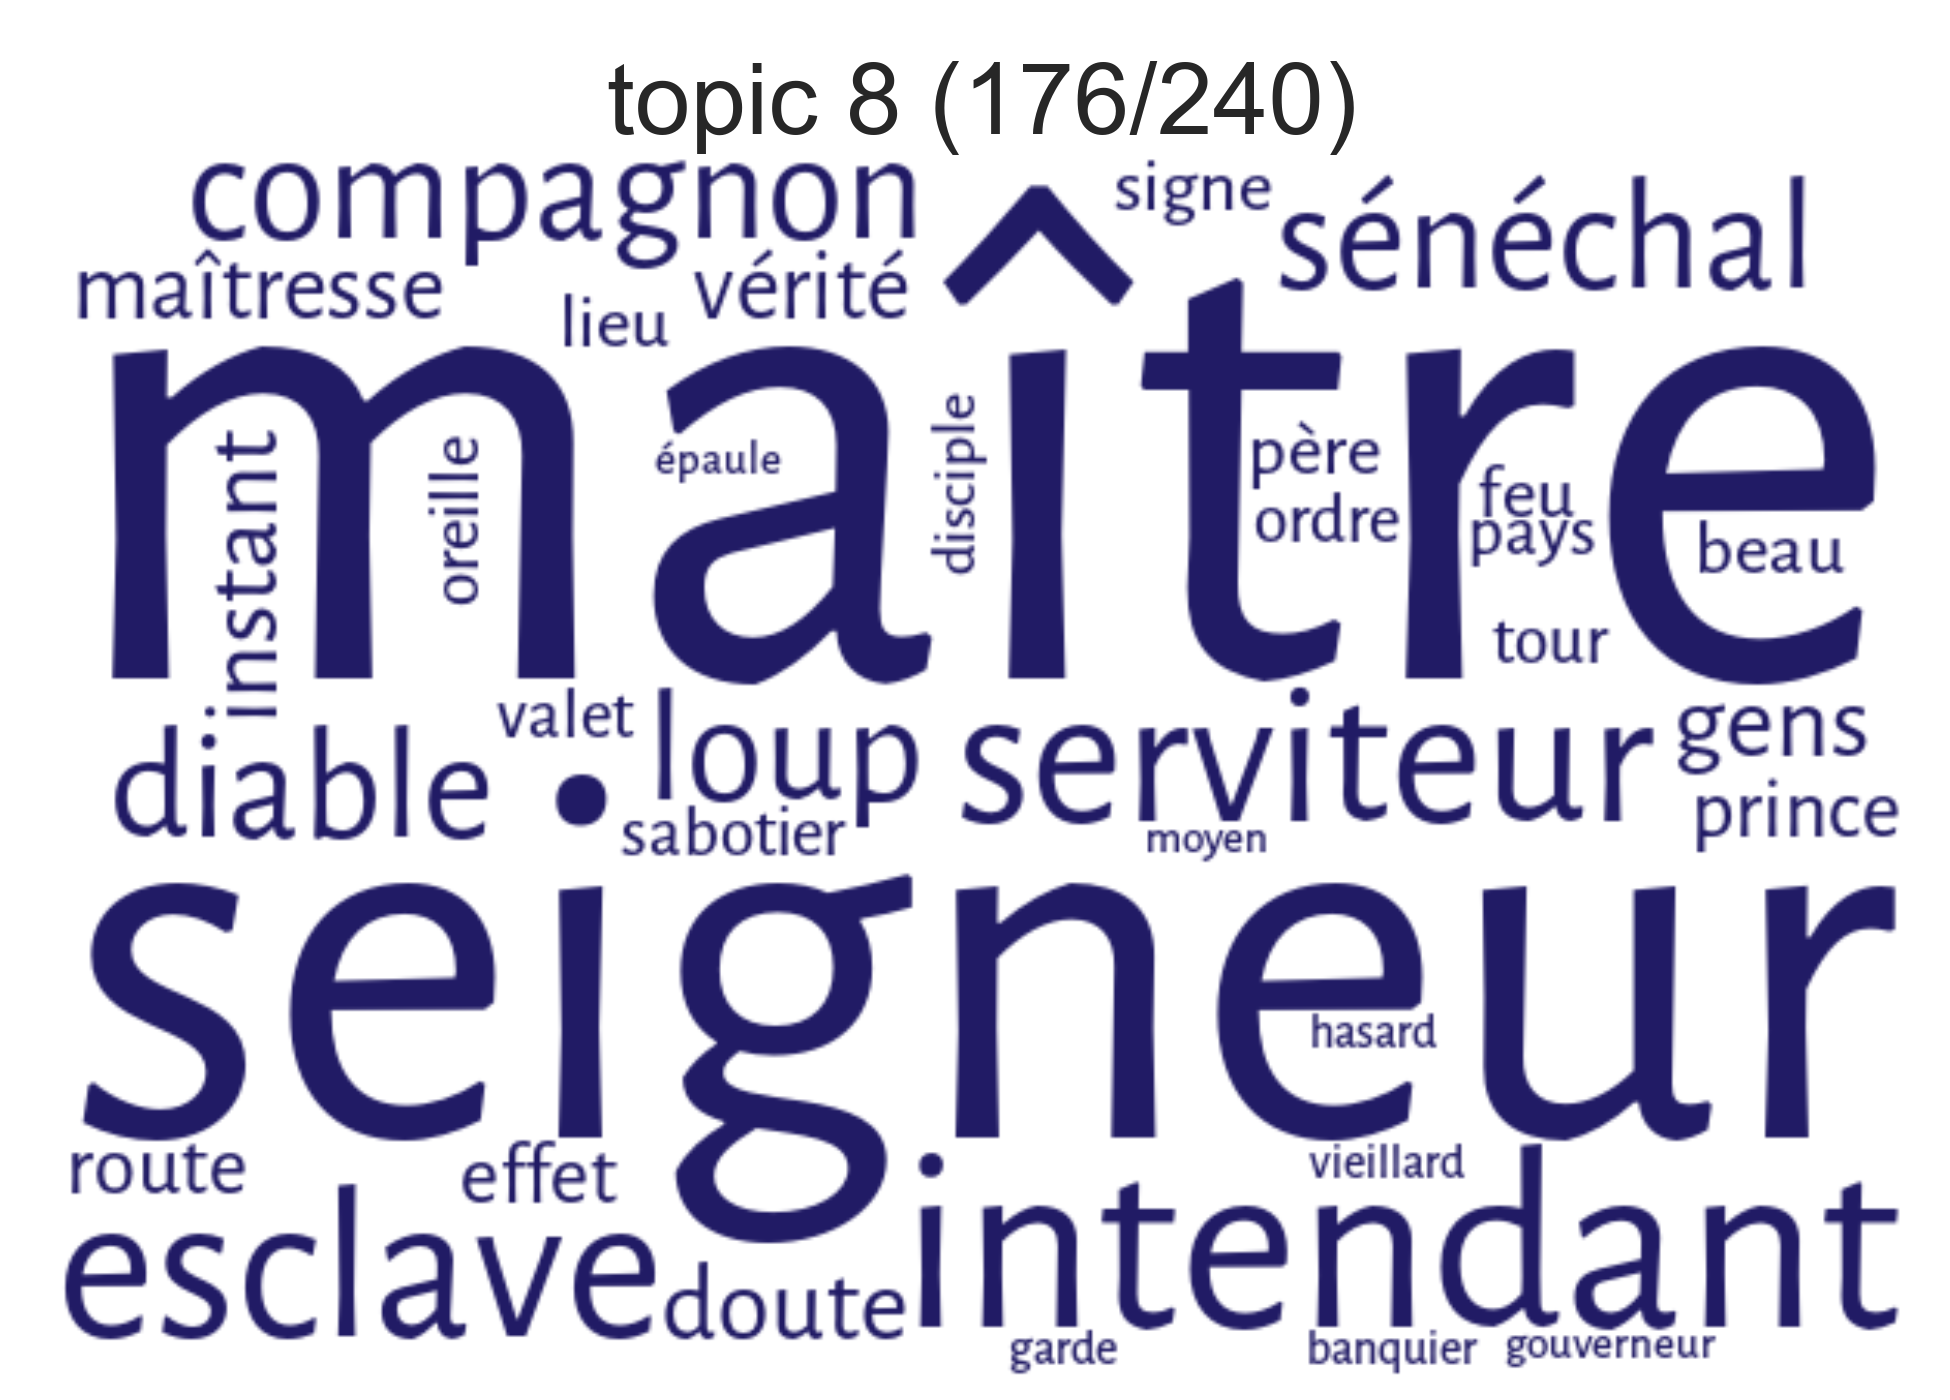 topic 8 (176/240)
compagnon
signe
sénéchal
maîtresse
lieu
vérité
maître
instant
oreille
épaule
disciple
père
ordre
feu
pays
beau
tour
diable
valet
loup
serviteur
gens
sabotier
moyen
prince
seigneur
hasard
route
effet
vieillard
esclave
doute
intendant
garde
banquier
gouverneur